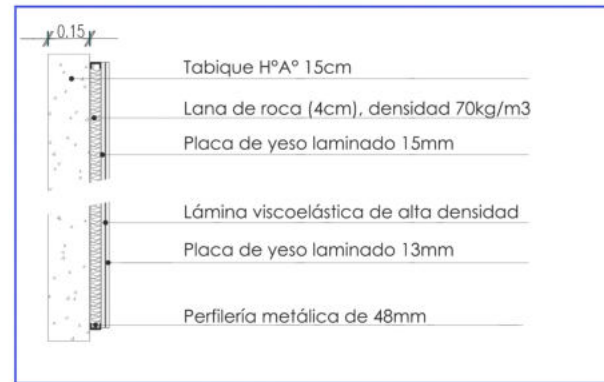 0.15
Tabique HºAº 15cm
Lana de roca (4cm), densidad 70kg/m3
Placa de yeso laminado 15mm
Lámina viscoelástica de alta densidad
Placa de yeso laminado 13mm
Perfilería metálica de 48mm